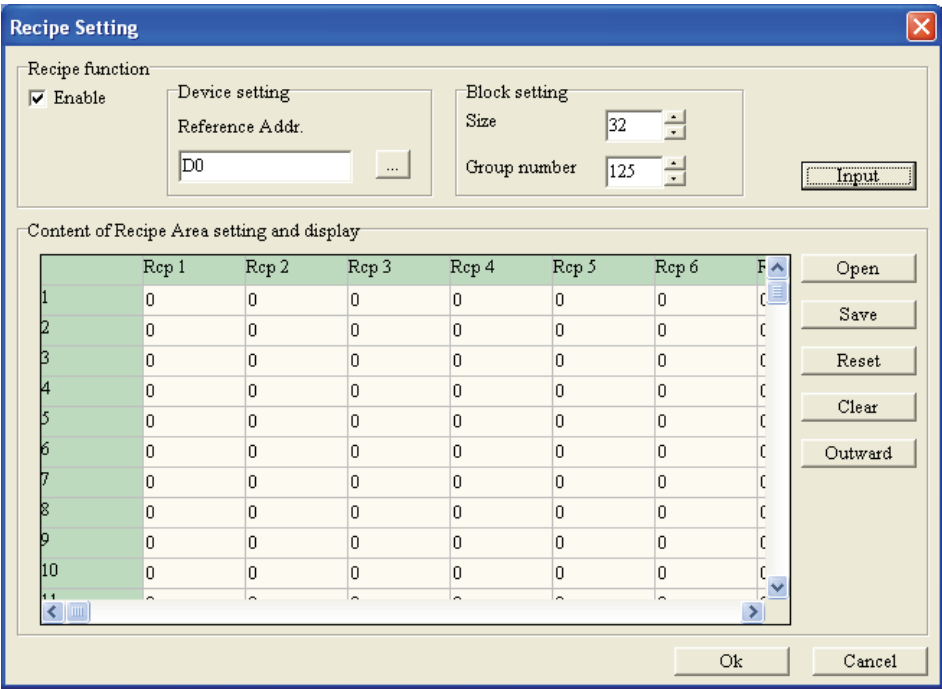 Recipe Setting
Recipe function
Enable
Device setting
Reference Addr.
D0
...
Block setting
Size
32
Group number
125
Input
Content of Recipe Area setting and display
Rcp 1 Rcp 2 Rcp 3 Rcp 4 Rcp 5 Rcp 6
1 0 0 0 0 0 0
2 0 0 0 0 0 0
3 0 0 0 0 0 0
4 0 0 0 0 0 0
5 0 0 0 0 0 0
6 0 0 0 0 0 0
7 0 0 0 0 0 0
8 0 0 0 0 0 0
9 0 0 0 0 0 0
10 0 0 0 0 0 0
Open
Save
Reset
Clear
Outward
Ok
Cancel